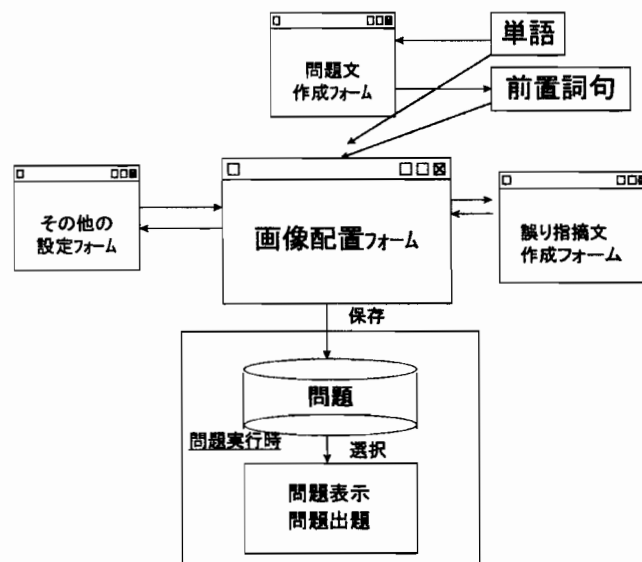 単語
問題文
作成フォーム
前置詞句
その他の
設定フォーム
画像配置フォーム
誤り指摘文
作成フォーム
保存
問題
問題実行時
選択
問題表示
問題出題